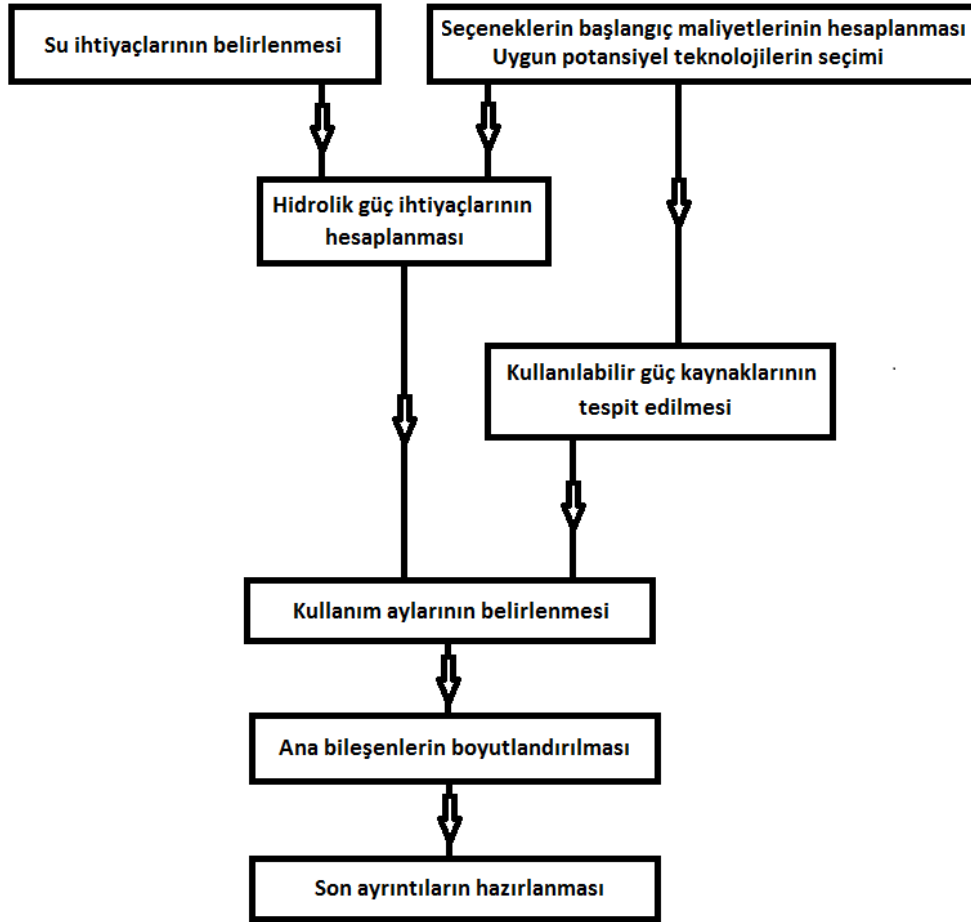 Su ihtiyaçlarının belirlenmesi
Seçeneklerin başlangıç maliyetlerinin hesaplanması
Uygun potansiyel teknolojilerin seçimi
Hidrolik güç ihtiyaçlarının
hesaplanması
Kullanılabilir güç kaynaklarının
tespit edilmesi
Kullanım aylarının belirlenmesi
Ana bileşenlerin boyutlandırılması
Son ayrıntıların hazırlanması